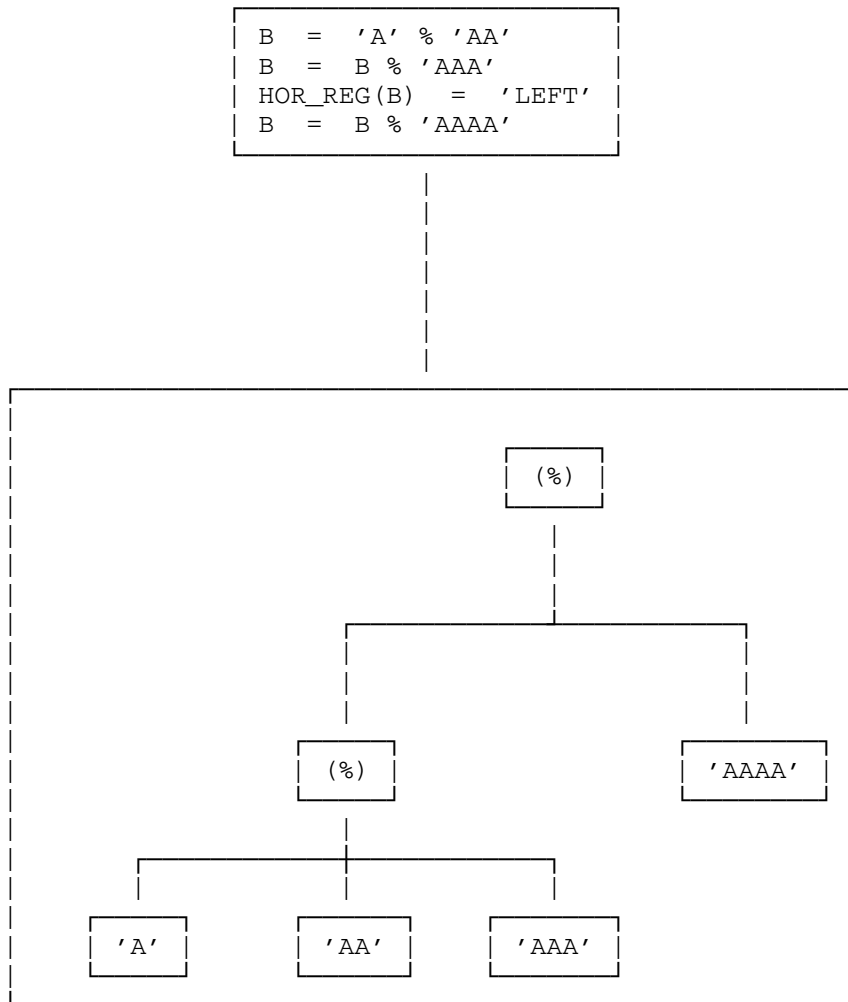 B = 'A' % 'AA'
B = B % 'AAA'
HOR_REG(B) = 'LEFT'
B = B % 'AAAA'
(%)
(%) 'AAAA'
'A' 'AA' 'AAA'